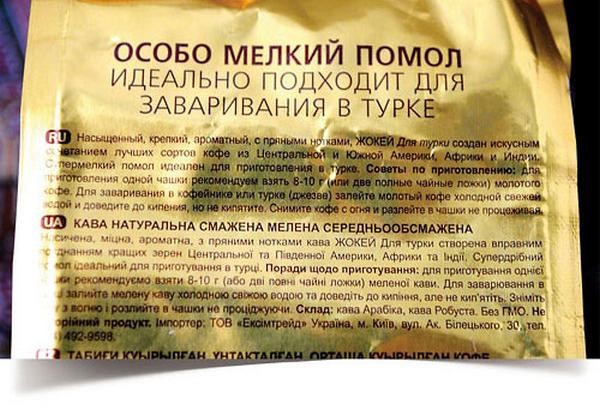 ОСОБО МЕЛКИЙ ПОМОЛ
ИДЕАЛЬНО ПОДХОДИТ ДЛЯ
ЗАВАРИВАНИЯ В ТУРКЕ
RU Насыщенный, крепкий, ароматный, с пряными нотками, ЖОКЕЙ Для турки создан искусным
сочетанием лучших сортов кофе из Центральной и Южной Америки, Африки и Индии.
Супермелкий помол идеален для приготовления в турке. Советы по приготовлению: для
приготовления одной чашки рекомендуем взять 8-10 г (или две полные чайные ложки) молотого
кофе. Для заваривания в кофейнике или турке (джезве) залейте молотый кофе холодной свежей
водой и доведите до кипения, но не кипятите. Снимите кофе с огня и разлейте в чашки не процеживая.
UA КАВА НАТУРАЛЬНА СМАЖЕНА МЕЛЕНА СЕРЕДНЬООБСМАЖЕНА
Насичена, міцна, ароматна, з пряними нотками кава ЖОКЕЙ Для турки створена вправним
поєднанням кращих зерен Центральної та Південної Америки, Африки та Індії. Супердрібний
помол ідеальний для приготування в турці. Поради щодо приготування: для приготування однієї
чашки рекомендуємо взяти 8-10 г (або дві повні чайні ложки) меленої кави. Для заварювання в
залийте мелену каву холодною свіжою водою та доведіть до кипіння, але не кип'ятіть. Зніміть
з вогню і розлийте в чашки не проціджуючи. Склад: кава Арабіка, кава Робуста. Без ГМО. Не
продукт. Імпортер: ТОВ «Ексімтрейд» Україна, м. Київ, вул. Ак. Білецького, 30, тел.
492-9598.
ТАБИҒИ ҚУЫРЫЛҒАН, ҰНТАҚТАЛҒАН, ОРТАША ҚУЫРЫЛҒАН КОФЕ